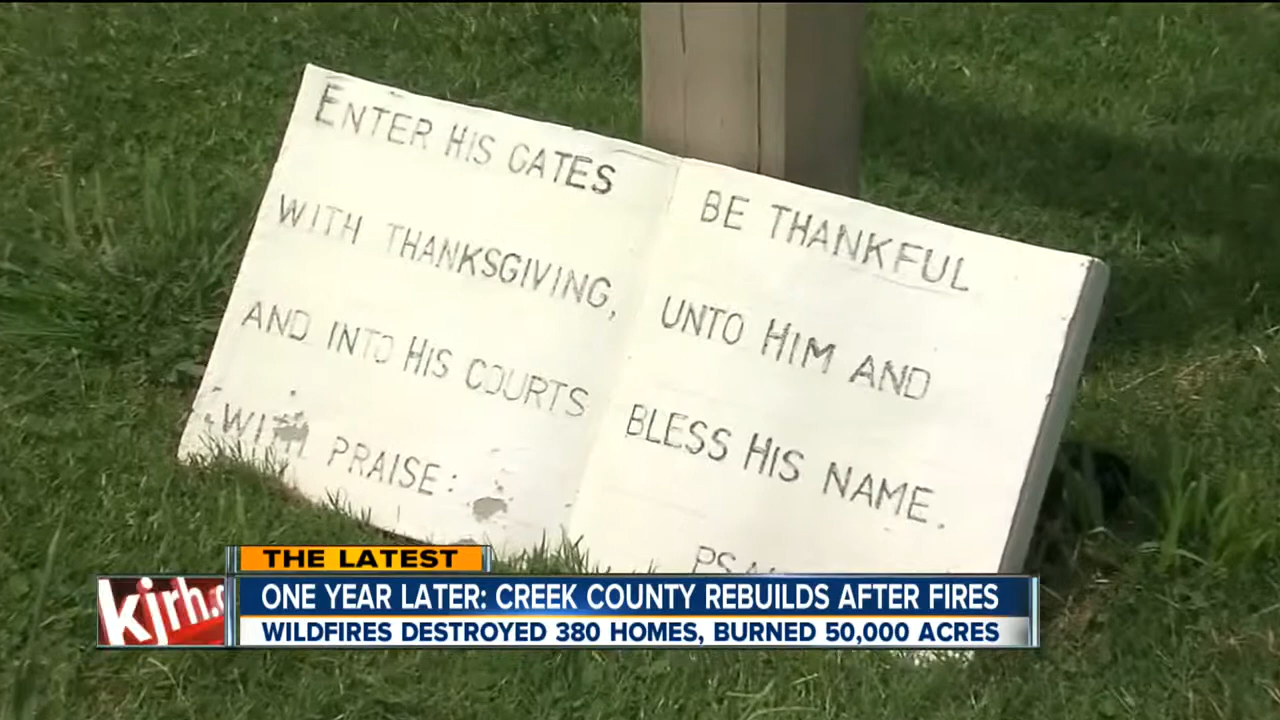 ENTER HIS GATES
WITH THANKSGIVING,
AND INTO HIS COURTS
WITH PRAISE:
BE THANKFUL
UNTO HIM AND
BLESS HIS NAME.
THE LATEST
kjrh
ONE YEAR LATER: CREEK COUNTY REBUILDS AFTER FIRES
WILDFIRES DESTROYED 380 HOMES, BURNED 50,000 ACRES